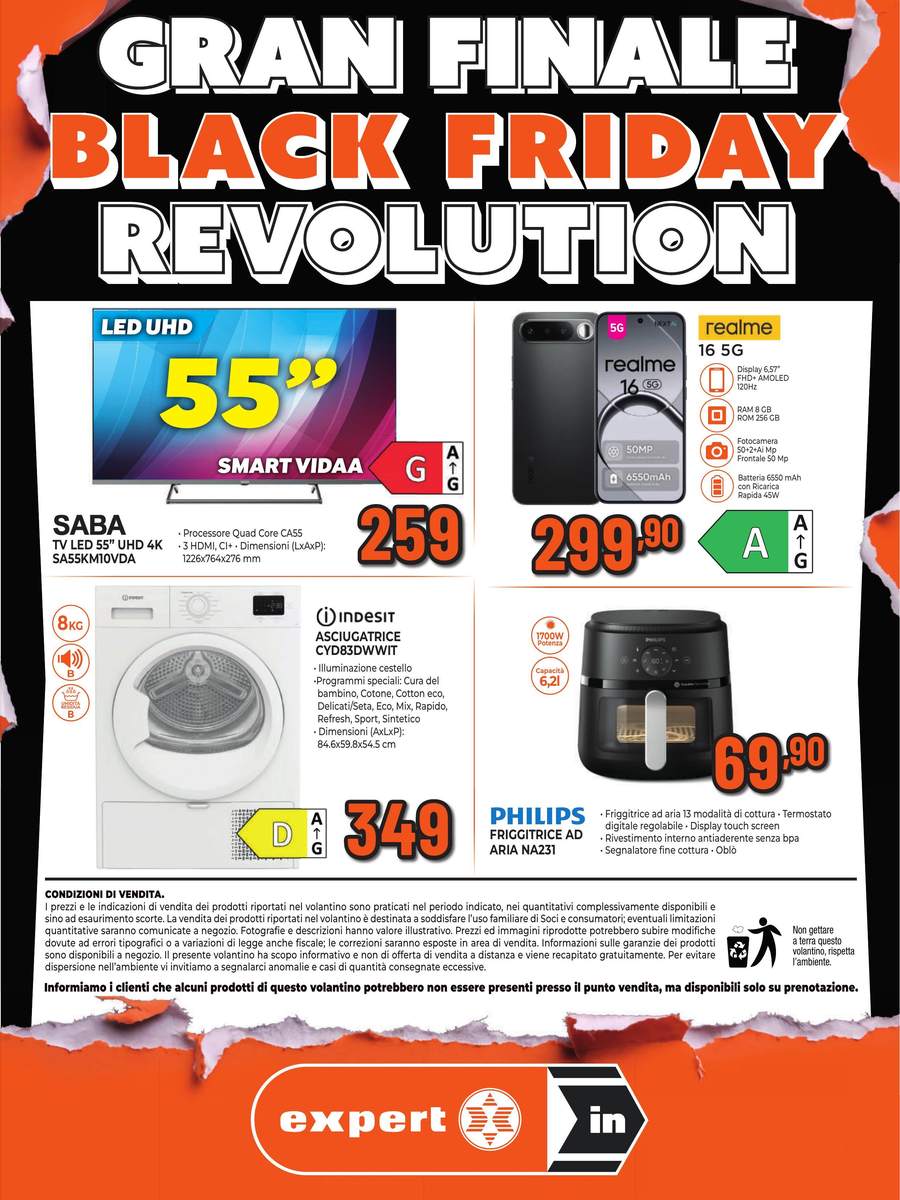 GRAN FINALE
BLACK FRIDAY
REVOLUTION
LED UHD
55”
SMART VIDAA
G
A
↑
G
SABA
TV LED 55” UHD 4K
SA55KM10VDA
• Processore Quad Core CA55
• 3 HDMI, CI+ • Dimensioni (LxAxP):
1226x764x276 mm
259
5G
realme
16 5G
50MP
6550mAh
realme
16 5G
Display 6,57”
FHD+ AMOLED
120Hz
RAM 8 GB
ROM 256 GB
Fotocamera
50+2+Ai Mp
Frontale 50 Mp
Batteria 6550 mAh
con Ricarica
Rapida 45W
299,90
A
A
↑
G
8KG
B
UMIDITÀ
RESIDUA
B
INDESIT
INDESIT
ASCIUGATRICE
CYD83DWWIT
• Illuminazione cestello
•Programmi speciali: Cura del
bambino, Cotone, Cotton eco,
Delicati/Seta, Eco, Mix, Rapido,
Refresh, Sport, Sintetico
• Dimensioni (AxLxP):
84.6x59.8x54.5 cm
D
A
↑
G
349
1700W
Potenza
Capacità
6,2l
PHILIPS
69,90
PHILIPS
FRIGGITRICE AD
ARIA NA231
• Friggitrice ad aria 13 modalità di cottura • Termostato
digitale regolabile • Display touch screen
• Rivestimento interno antiaderente senza bpa
• Segnalatore fine cottura • Oblò
CONDIZIONI DI VENDITA.
I prezzi e le indicazioni di vendita dei prodotti riportati nel volantino sono praticati nel periodo indicato, nei quantitativi complessivamente disponibili e
sino ad esaurimento scorte. La vendita dei prodotti riportati nel volantino è destinata a soddisfare l’uso familiare di Soci e consumatori; eventuali limitazioni
quantitative saranno comunicate a negozio. Fotografie e descrizioni hanno valore illustrativo. Prezzi ed immagini riprodotte potrebbero subire modifiche
dovute ad errori tipografici o a variazioni di legge anche fiscale; le correzioni saranno esposte in area di vendita. Informazioni sulle garanzie dei prodotti
sono disponibili a negozio. Il presente volantino ha scopo informativo e non di offerta di vendita a distanza e viene recapitato gratuitamente. Per evitare
dispersione nell’ambiente vi invitiamo a segnalarci anomalie e casi di quantità consegnate eccessive.
Non gettare
a terra questo
volantino, rispetta
l’ambiente.
Informiamo i clienti che alcuni prodotti di questo volantino potrebbero non essere presenti presso il punto vendita, ma disponibili solo su prenotazione.
expert in